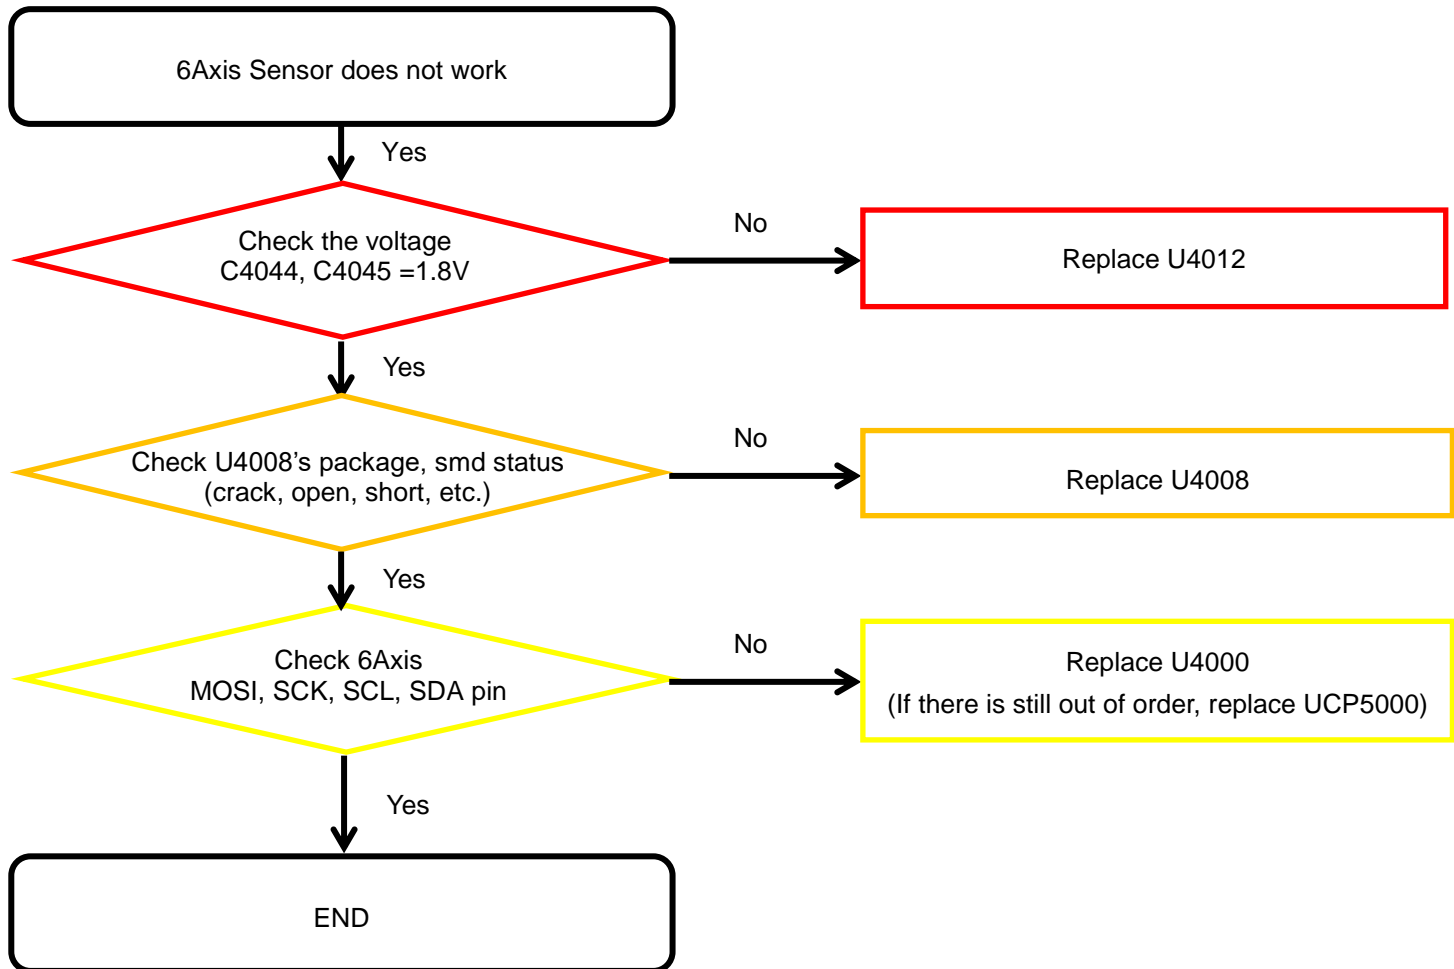 6Axis Sensor does not work
Yes
Check the voltage
C4044, C4045 =1.8V
No
Replace U4012
Yes
Check U4008’s package, smd status
(crack, open, short, etc.)
No
Replace U4008
Yes
Check 6Axis
MOSI, SCK, SCL, SDA pin
No
Replace U4000
(If there is still out of order, replace UCP5000)
Yes
END